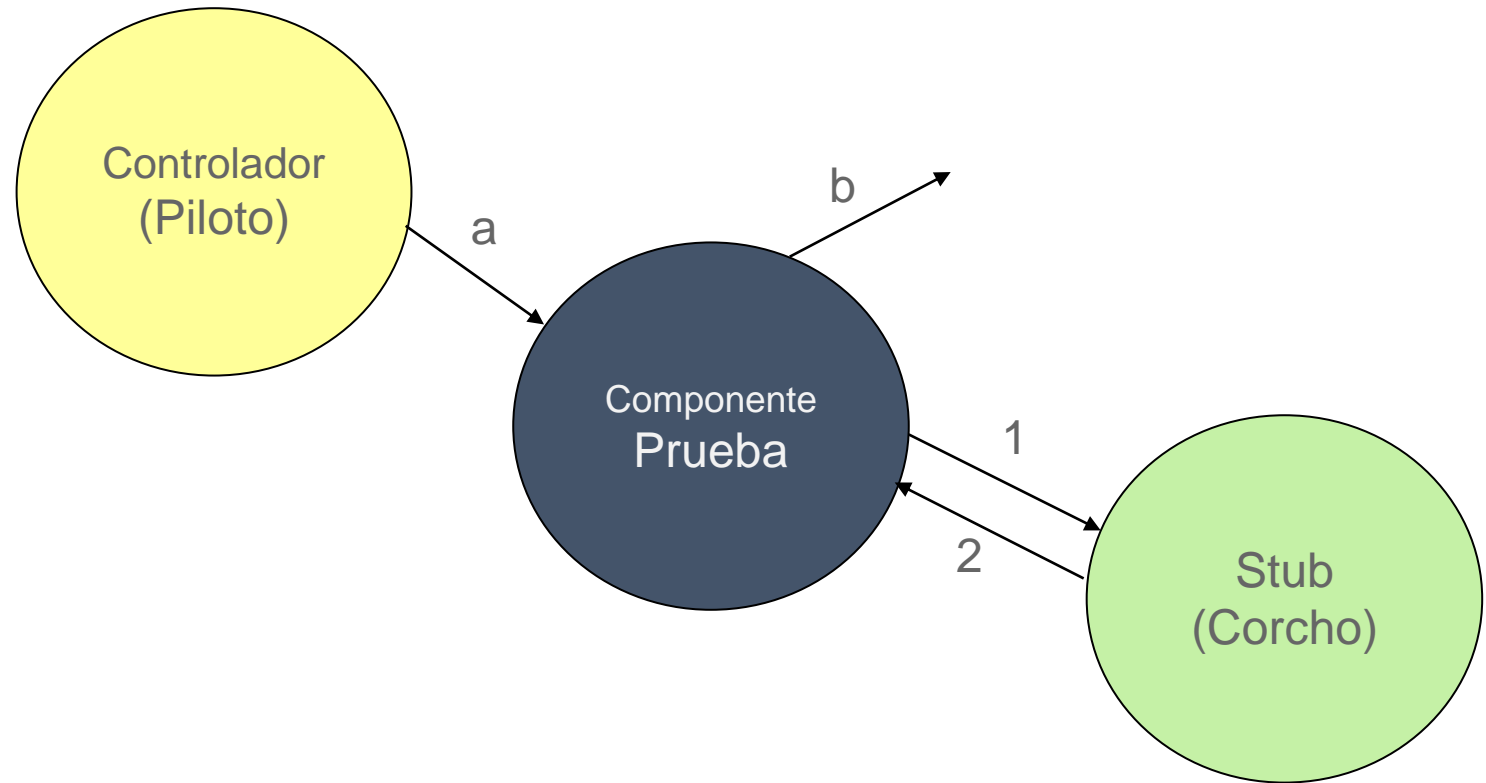 Controlador
(Piloto)
a
b
Componente
Prueba
1
2
Stub
(Corcho)